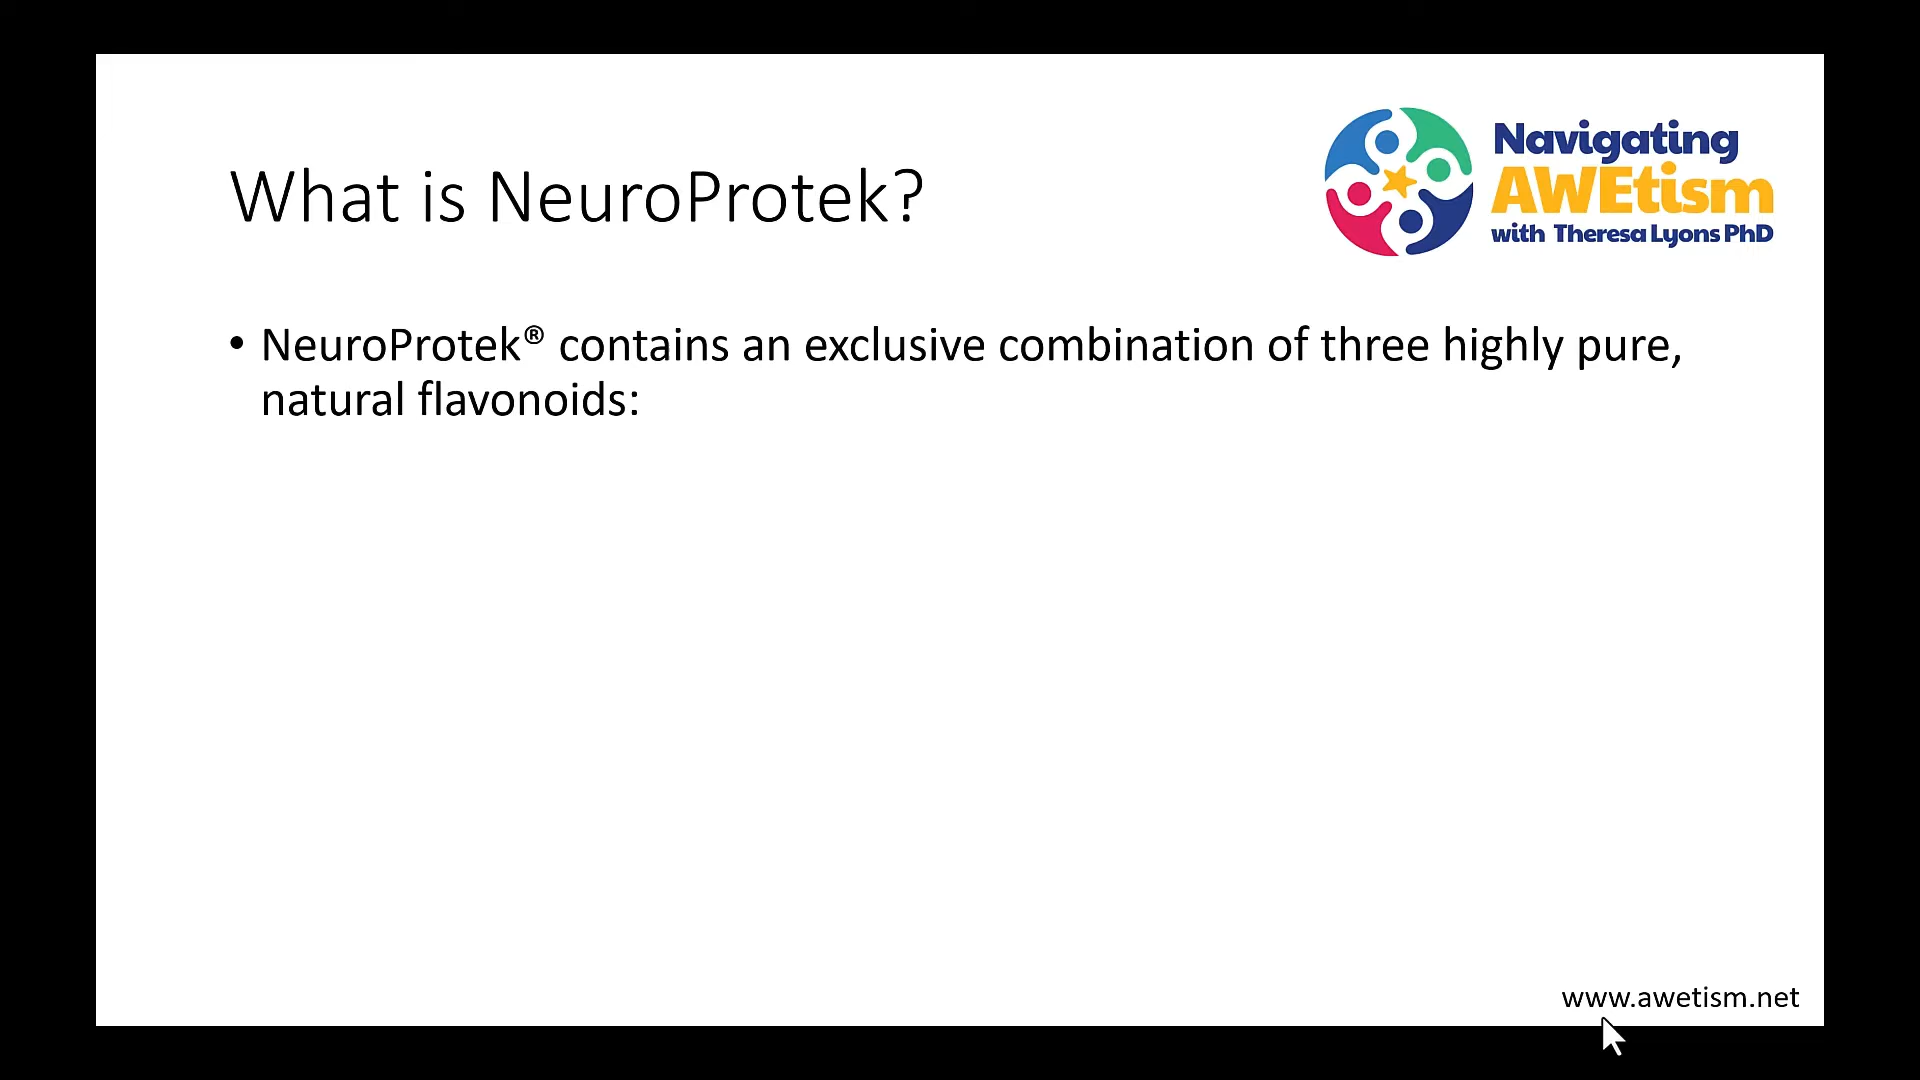 Navigating
AWEtism
with Theresa Lyons PhD
What is NeuroProtek?
• NeuroProtek® contains an exclusive combination of three highly pure,
natural flavonoids:
www.awetism.net